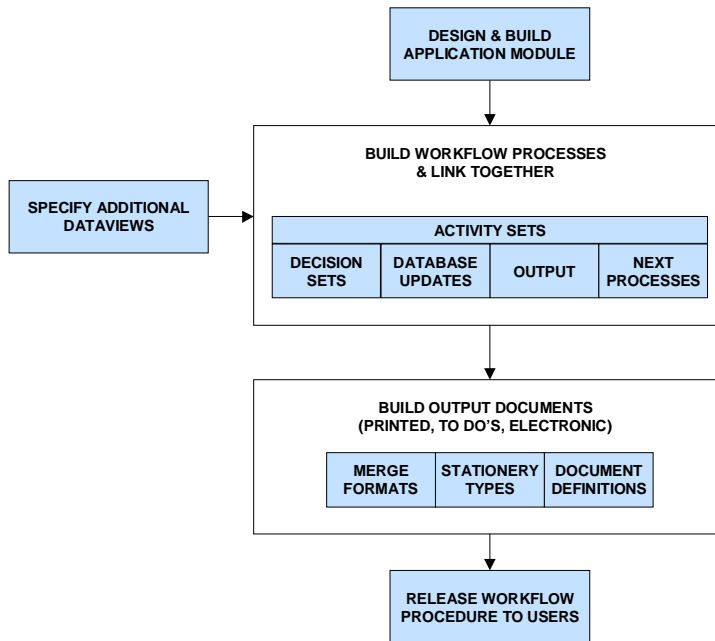 DESIGN & BUILD
APPLICATION MODULE
BUILD WORKFLOW PROCESSES
& LINK TOGETHER
SPECIFY ADDITIONAL
DATAVIEWS
ACTIVITY SETS
DECISION
SETS
DATABASE
UPDATES
OUTPUT
NEXT
PROCESSES
BUILD OUTPUT DOCUMENTS
(PRINTED, TO DO'S, ELECTRONIC)
MERGE
FORMATS
STATIONERY
TYPES
DOCUMENT
DEFINITIONS
RELEASE WORKFLOW
PROCEDURE TO USERS